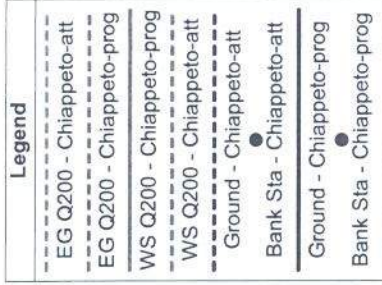 Legend
EG Q200 - Chiappeto-att
EG Q200 - Chiappeto-prog
WS Q200 - Chiappeto-prog
WS Q200 - Chiappeto-att
Ground - Chiappeto-att
Bank Sta - Chiappeto-att
Ground - Chiappeto-prog
Bank Sta - Chiappeto-prog